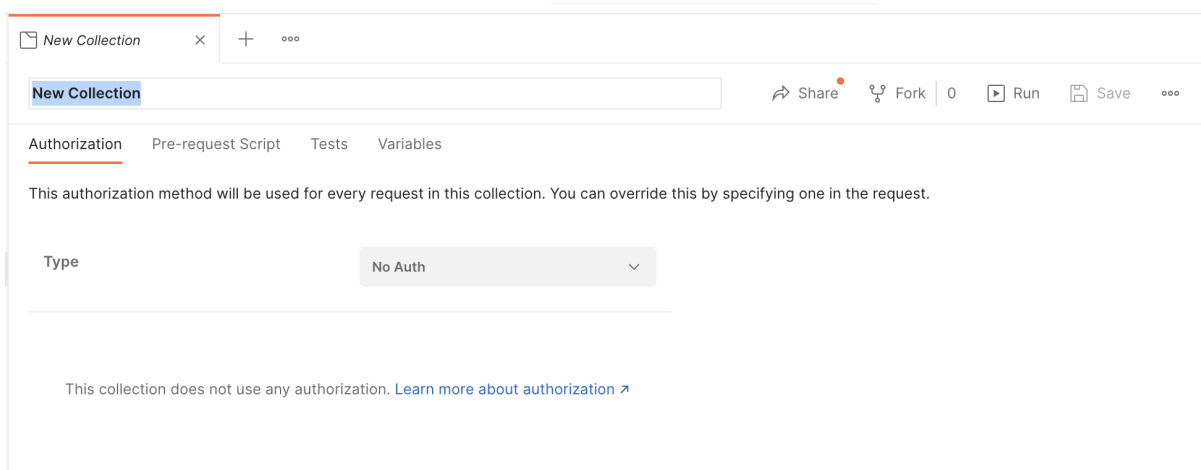 New Collection
New Collection
Share Fork 0 Run Save
Authorization Pre-request Script Tests Variables
This authorization method will be used for every request in this collection. You can override this by specifying one in the request.
Type No Auth
This collection does not use any authorization. Learn more about authorization ↗